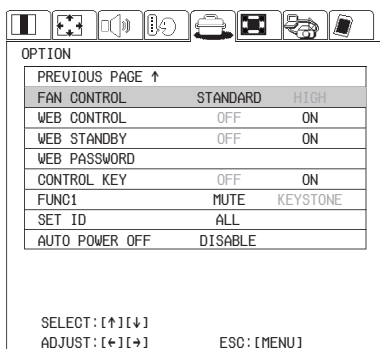 OPTION
PREVIOUS PAGE ↑
FAN CONTROL STANDARD HIGH
WEB CONTROL OFF ON
WEB STANDBY OFF ON
WEB PASSWORD
CONTROL KEY OFF ON
FUNC1 MUTE KEYSTONE
SET ID ALL
AUTO POWER OFF DISABLE
SELECT:[↑][↓]
ADJUST:[←][→] ESC:[MENU]